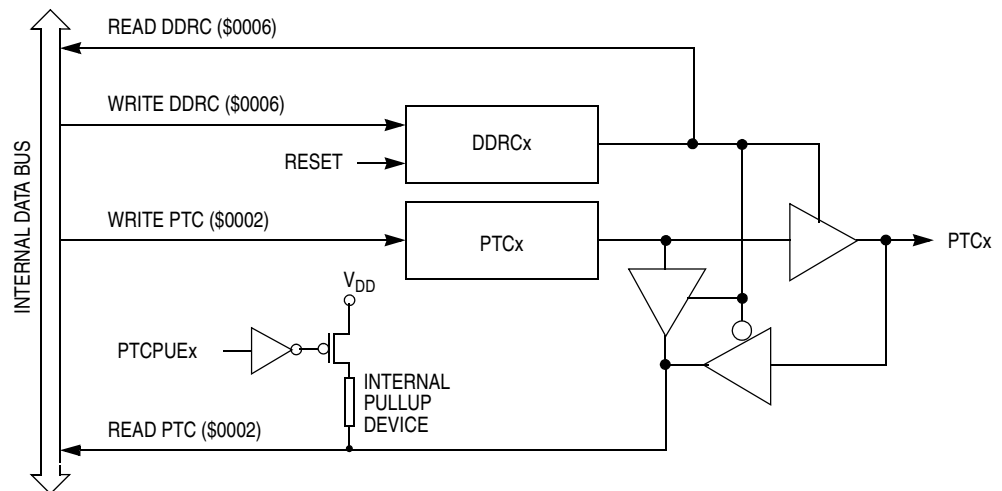 READ DDRC ($0006)
WRITE DDRC ($0006)
DDRCx
RESET
WRITE PTC ($0002)
PTCx
PTCx
INTERNAL DATA BUS
VDD
PTCPUEx
INTERNAL
PULLUP
DEVICE
READ PTC ($0002)